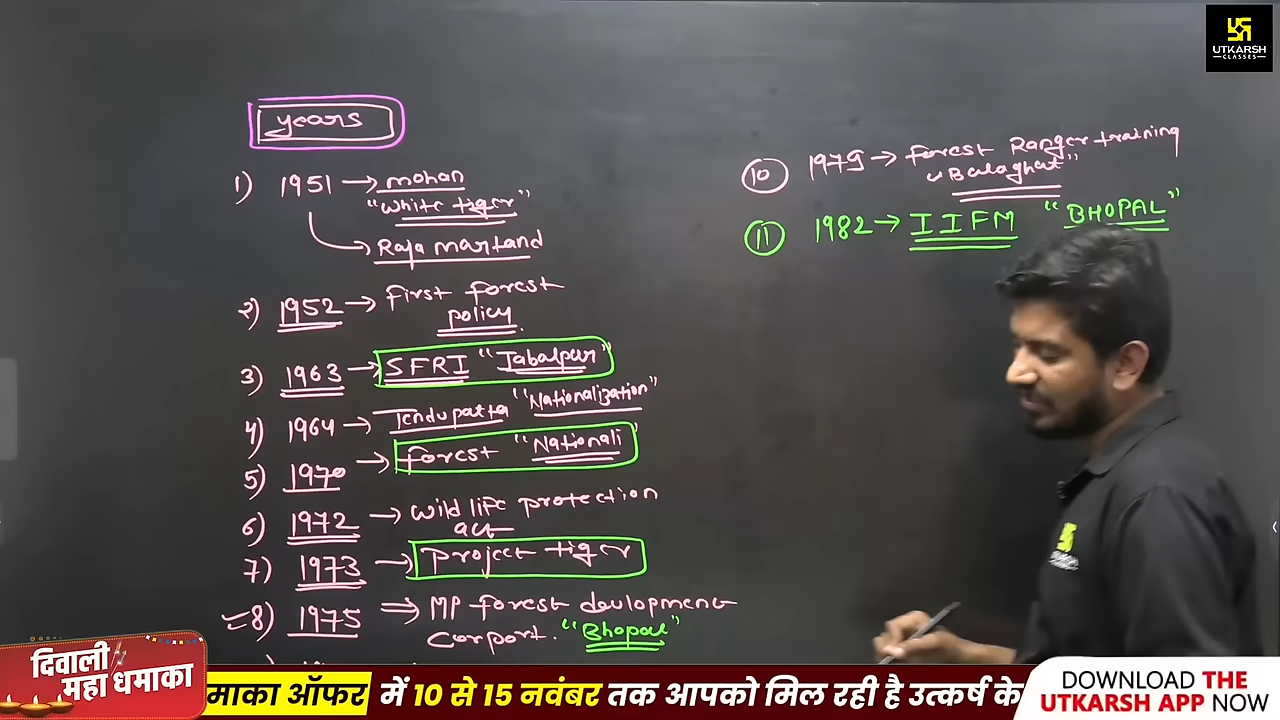 UTKARSH
CLASSES
years
1) 1951 → mohan
"White tiger"
Raja martand
2) 1952 → First forest
policy.
3) 1963 → SFRI "Jabalpur"
4) 1964 → Tendupatta "Nationalization"
5) 1970 → forest "Nationali"
6) 1972 → Wild life protection
act
7) 1973 → project tiger
8) 1975 ⇒ MP forest devlopment
corport. "Bhopal"
10 1979 → forest Ranger training
"Balaghat"
11 1982 → IIFM "BHOPAL"
दिवाली
महा धमाका
माका ऑफर में 10 से 15 नवंबर तक आपको मिल रही है उत्कर्ष के
DOWNLOAD THE
UTKARSH APP NOW